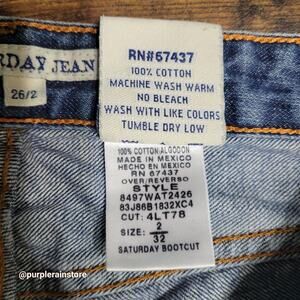 RDAY JEAN
26/2
RN#67437
100% COTTON
MACHINE WASH WARM
NO BLEACH
WASH WITH LIKE COLORS
TUMBLE DRY LOW
100% COTTON/ALGODON
MADE IN MEXICO
HECHO EN MEXICO
RN 67437
OVER/REVERSO
STYLE
8497WAT2426
83J86B1832XC4
CUT: 4LT78
SIZE: 2
32
SATURDAY BOOTCUT
@purplerainstore